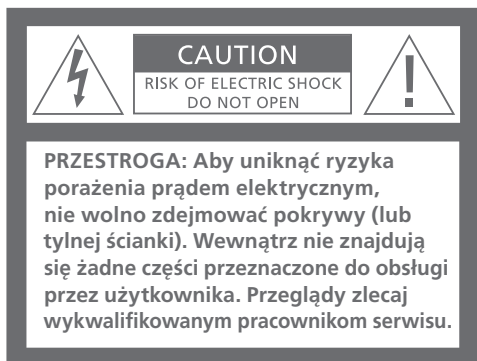 CAUTION
RISK OF ELECTRIC SHOCK
DO NOT OPEN
PRZESTROGA: Aby uniknąć ryzyka
porażenia prądem elektrycznym,
nie wolno zdejmować pokrywy (lub
tylnej ścianki). Wewnątrz nie znajdują
się żadne części przeznaczone do obsługi
przez użytkownika. Przeglądy zlecaj
wykwalifikowanym pracownikom serwisu.